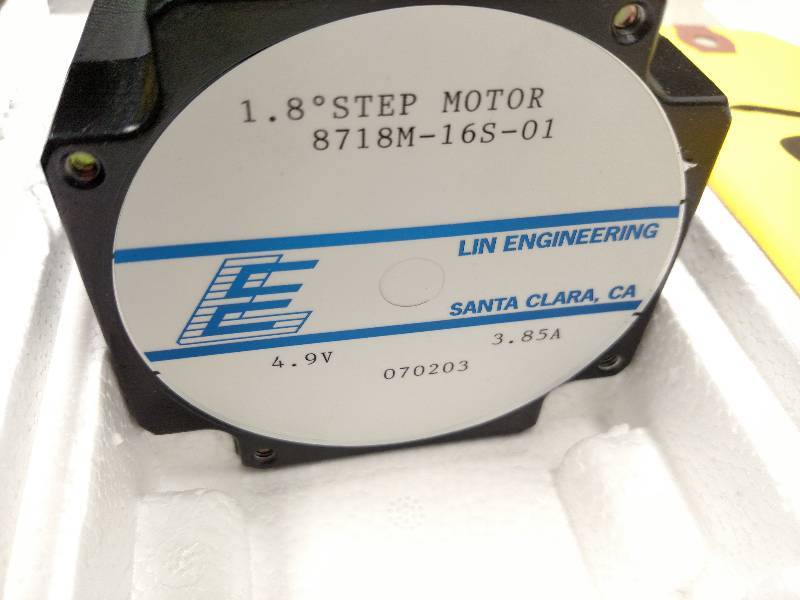 1.8°STEP MOTOR
8718M-16S-01
LIN ENGINEERING
SANTA CLARA, CA
4.9V
3.85A
070203